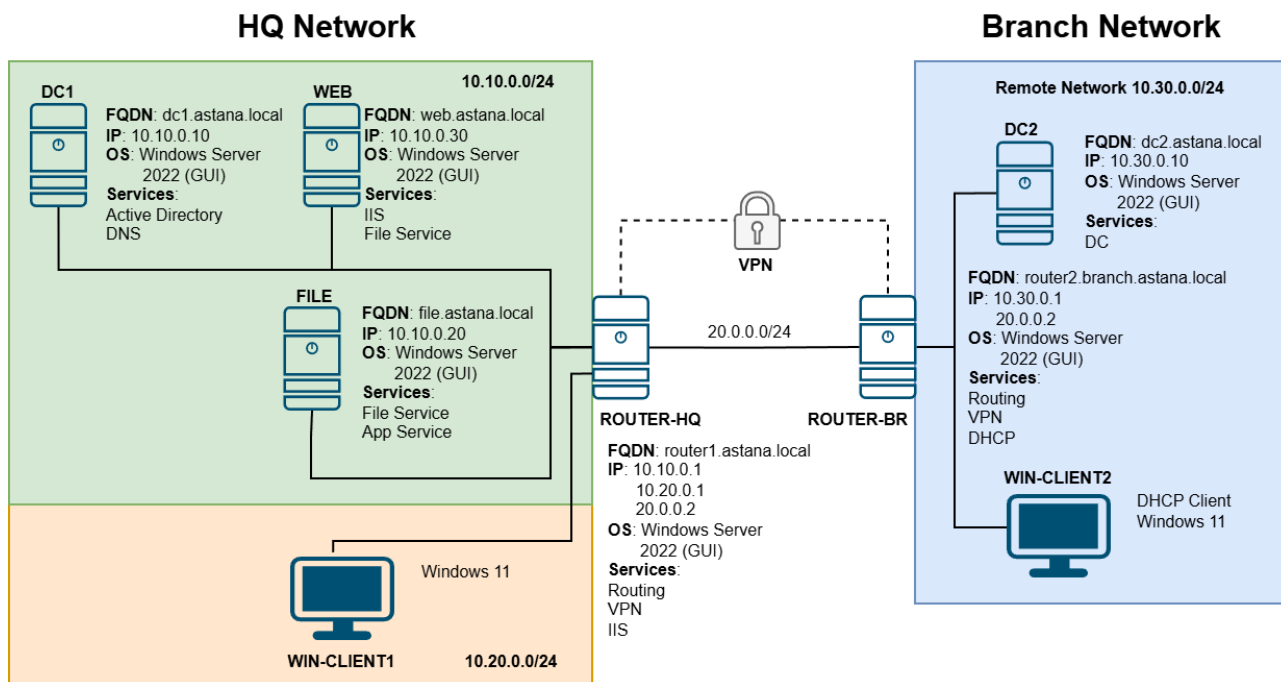 HQ Network
Branch Network
10.10.0.0/24
DC1
FQDN: dc1.astana.local
IP: 10.10.0.10
OS: Windows Server
2022 (GUI)
Services:
Active Directory
DNS
WEB
FQDN: web.astana.local
IP: 10.10.0.30
OS: Windows Server
2022 (GUI)
Services:
IIS
File Service
FILE
FQDN: file.astana.local
IP: 10.10.0.20
OS: Windows Server
2022 (GUI)
Services:
File Service
App Service
Windows 11
WIN-CLIENT1
10.20.0.0/24
VPN
20.0.0.0/24
ROUTER-HQ
FQDN: router1.astana.local
IP: 10.10.0.1
10.20.0.1
20.0.0.2
OS: Windows Server
2022 (GUI)
Services:
Routing
VPN
IIS
ROUTER-BR
Remote Network 10.30.0.0/24
DC2
FQDN: dc2.astana.local
IP: 10.30.0.10
OS: Windows Server
2022 (GUI)
Services:
DC
FQDN: router2.branch.astana.local
IP: 10.30.0.1
20.0.0.2
OS: Windows Server
2022 (GUI)
Services:
Routing
VPN
DHCP
WIN-CLIENT2
DHCP Client
Windows 11